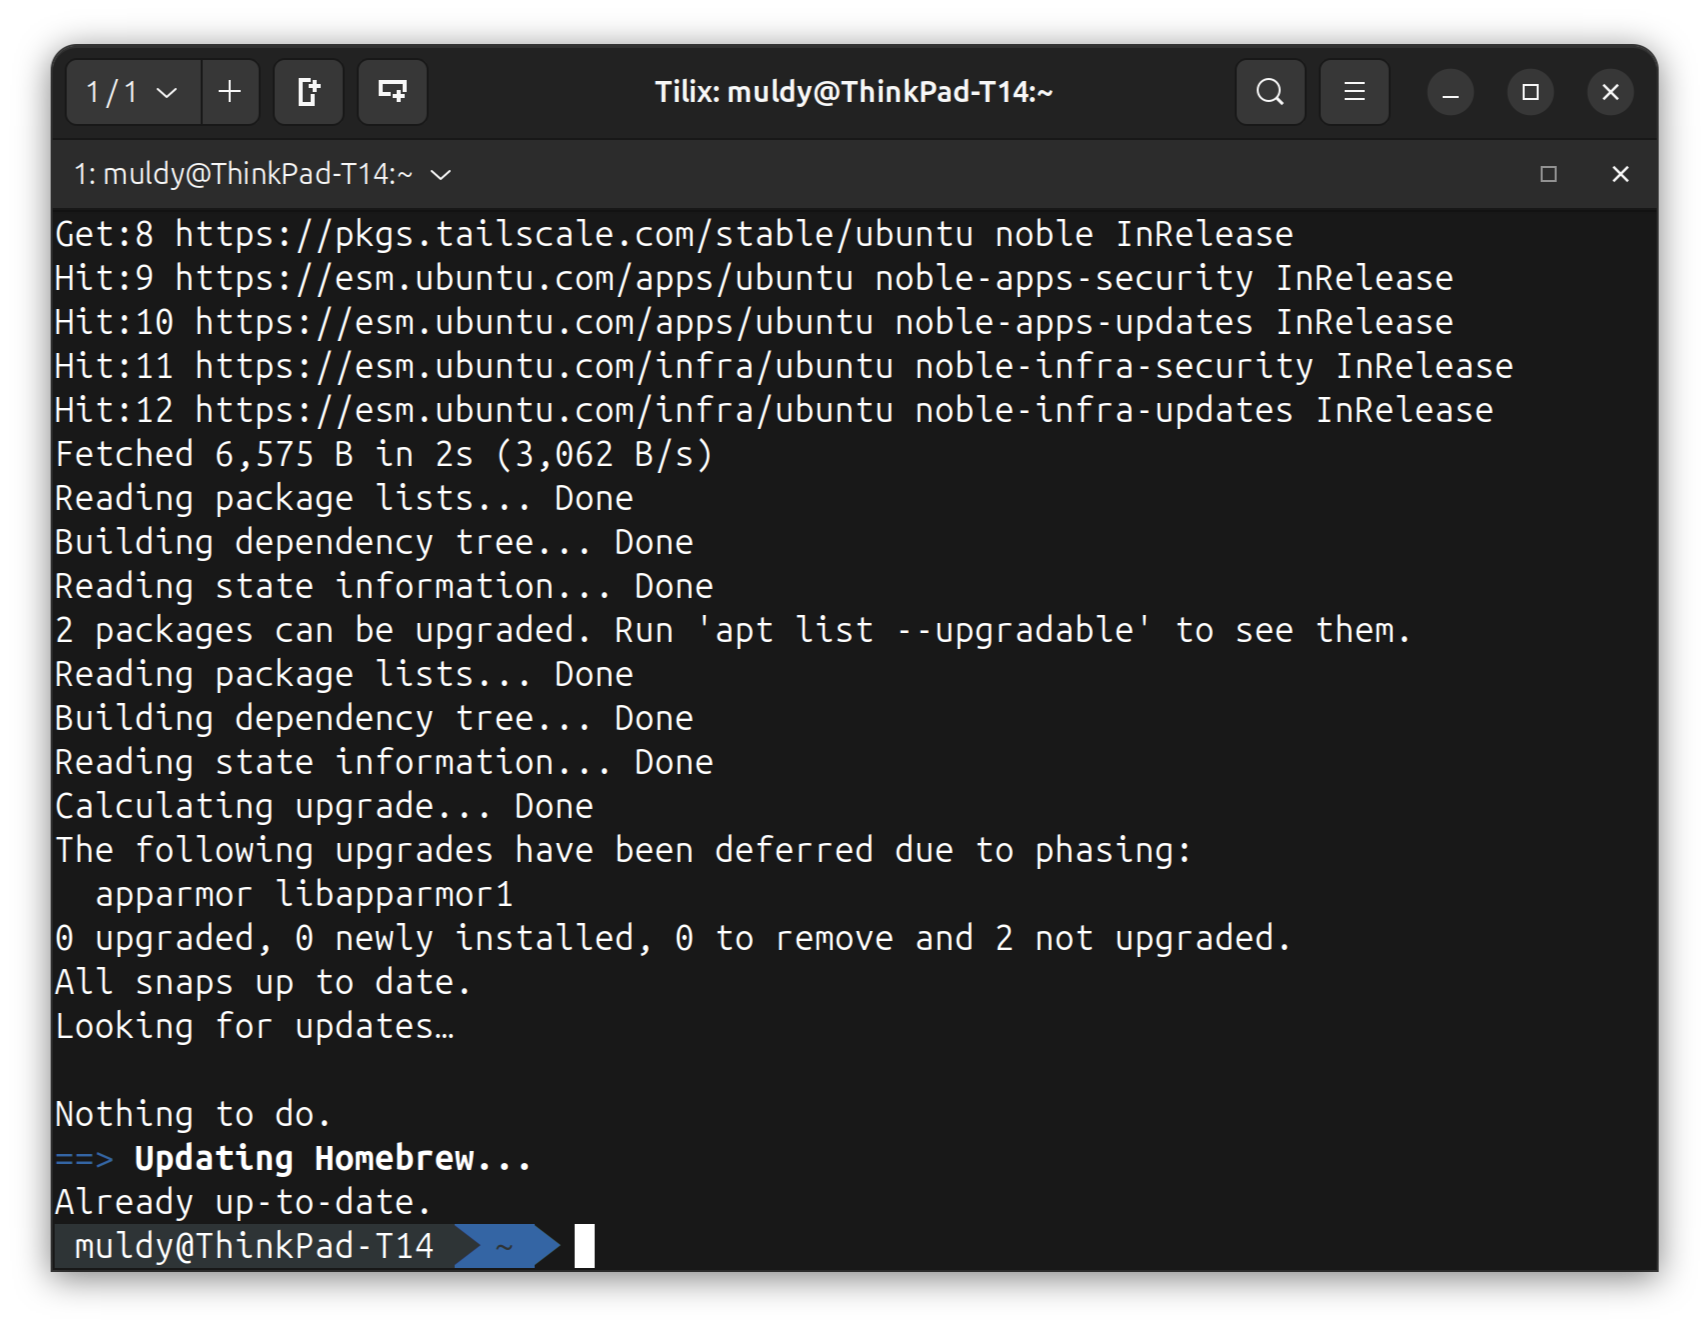 1 / 1
Tilix: muldy@ThinkPad-T14:~
1: muldy@ThinkPad-T14:~
Get:8 https://pkgs.tailscale.com/stable/ubuntu noble InRelease
Hit:9 https://esm.ubuntu.com/apps/ubuntu noble-apps-security InRelease
Hit:10 https://esm.ubuntu.com/apps/ubuntu noble-apps-updates InRelease
Hit:11 https://esm.ubuntu.com/infra/ubuntu noble-infra-security InRelease
Hit:12 https://esm.ubuntu.com/infra/ubuntu noble-infra-updates InRelease
Fetched 6,575 B in 2s (3,062 B/s)
Reading package lists... Done
Building dependency tree... Done
Reading state information... Done
2 packages can be upgraded. Run 'apt list --upgradable' to see them.
Reading package lists... Done
Building dependency tree... Done
Reading state information... Done
Calculating upgrade... Done
The following upgrades have been deferred due to phasing:
  apparmor libapparmor1
0 upgraded, 0 newly installed, 0 to remove and 2 not upgraded.
All snaps up to date.
Looking for updates…
Nothing to do.
==> Updating Homebrew...
Already up-to-date.
muldy@ThinkPad-T14 ~